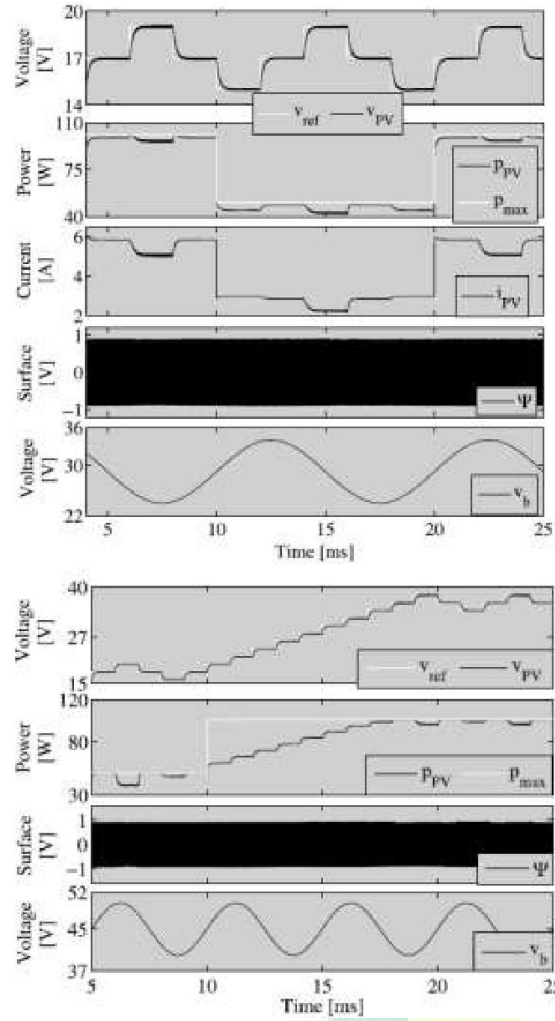 Voltage
[V]
19
17
14
v_ref v_PV
Power
[W]
110
75
40
p_PV
p_max
Current
[A]
6
4
2
i_PV
Surface
[V]
1
0
−1
Ψ
Voltage
[V]
36
29
22
v_b
5 10 15 20 25
Time [ms]
Voltage
[V]
40
27
15
v_ref v_PV
Power
[W]
120
80
30
p_PV p_max
Surface
[V]
1
0
−1
Ψ
Voltage
[V]
52
45
37
v_b
5 10 15 20 25
Time [ms]